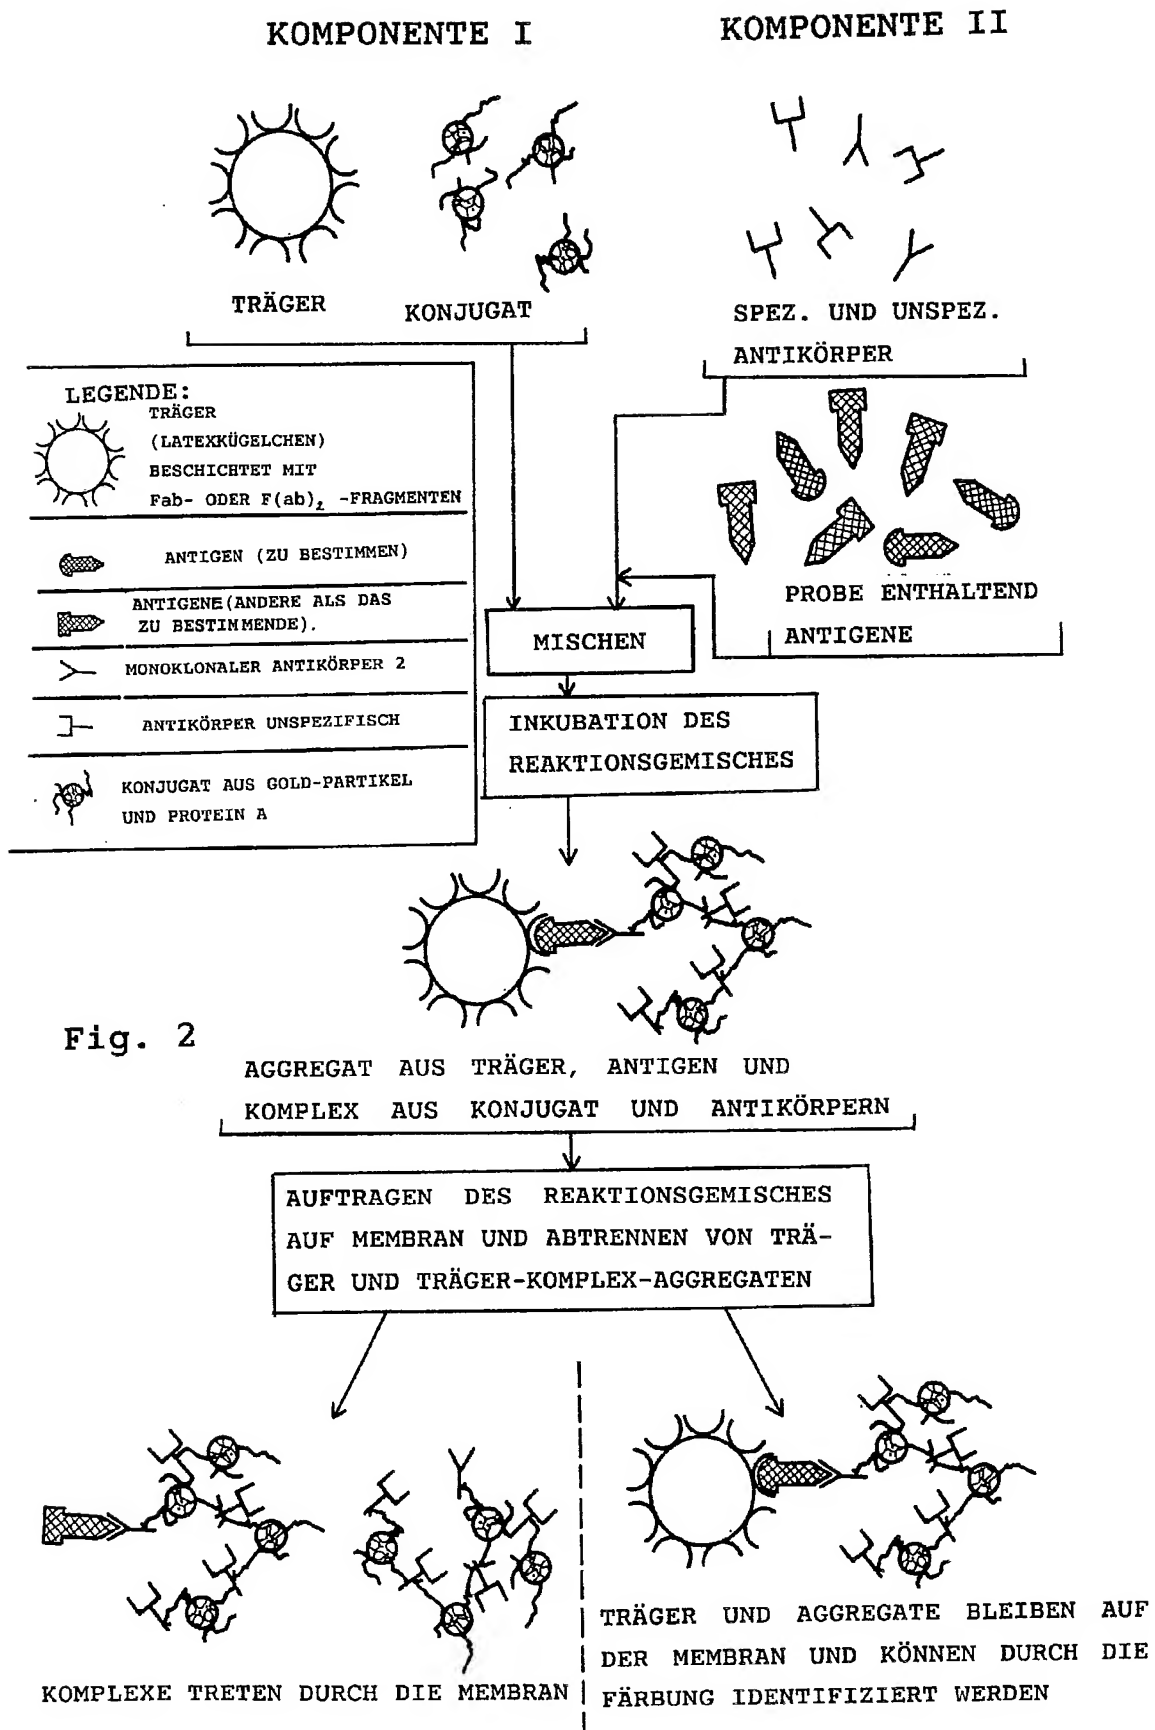 KOMPONENTE I
KOMPONENTE II
TRÄGER
KONJUGAT
SPEZ. UND UNSPEZ.
ANTIKÖRPER
LEGENDE:
TRÄGER
(LATEXKÜGELCHEN)
BESCHICHTET MIT
Fab- ODER F(ab)₂ -FRAGMENTEN
ANTIGEN (ZU BESTIMMEN)
ANTIGENE(ANDERE ALS DAS
ZU BESTIMMENDE).
MONOKLONALER ANTIKÖRPER 2
ANTIKÖRPER UNSPEZIFISCH
KONJUGAT AUS GOLD-PARTIKEL
UND PROTEIN A
PROBE ENTHALTEND
ANTIGENE
MISCHEN
INKUBATION DES
REAKTIONSGEMISCHES
Fig. 2
AGGREGAT AUS TRÄGER, ANTIGEN UND
KOMPLEX AUS KONJUGAT UND ANTIKÖRPERN
AUFTRAGEN DES REAKTIONSGEMISCHES
AUF MEMBRAN UND ABTRENNEN VON TRÄ-
GER UND TRÄGER-KOMPLEX-AGGREGATEN
KOMPLEXE TRETEN DURCH DIE MEMBRAN
TRÄGER UND AGGREGATE BLEIBEN AUF
DER MEMBRAN UND KÖNNEN DURCH DIE
FÄRBUNG IDENTIFIZIERT WERDEN